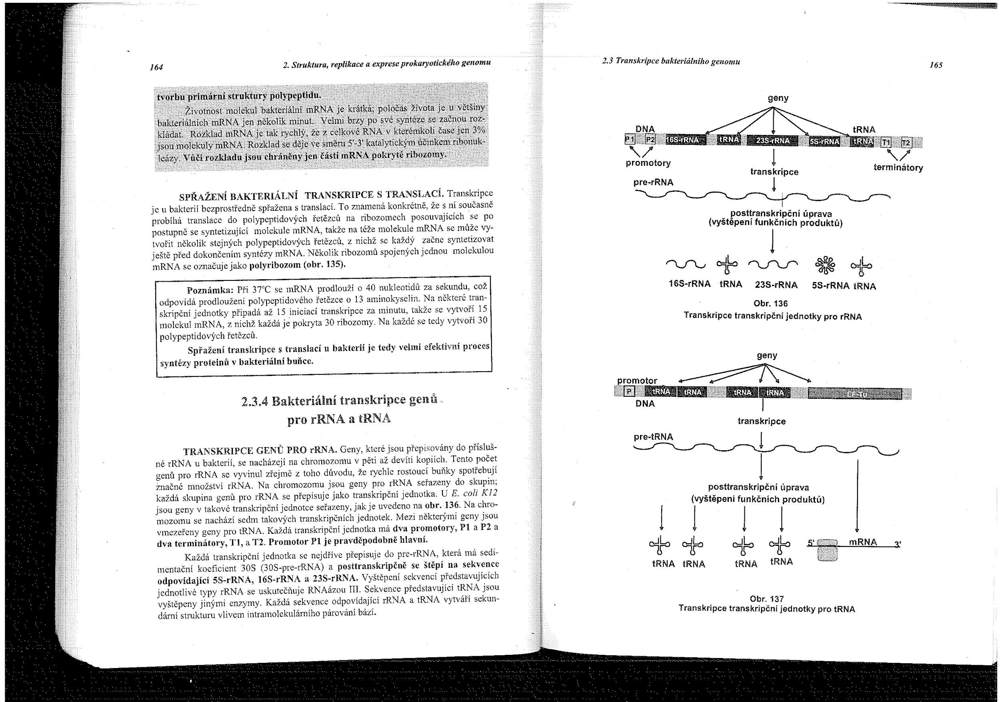 164
2. Struktura, replikace a exprese prokaryotického genomu
tvorbu primární struktury polypeptidu.
Životnost molekul bakteriální mRNA je krátká; poločas života je u většiny
bakteriálních mRNA jen několik minut. Velmi brzy po své syntéze se začnou roz-
kládat. Rozklad mRNA je tak rychlý, že z celkové RNA v kterémkoli čase jen 3%
jsou molekuly mRNA. Rozklad se děje ve směru 5'-3' katalytickým účinkem ribonuk-
leázy. Vůči rozkladu jsou chráněny jen části mRNA pokryté ribozomy.
SPŘAŽENÍ BAKTERIÁLNÍ TRANSKRIPCE S TRANSLACÍ. Transkripce
je u bakterií bezprostředně spřažena s translací. To znamená konkrétně, že s ní současně
probíhá translace do polypeptidových řetězců na ribozomech posouvajících se po
postupně se syntetizující molekule mRNA, takže na téže molekule mRNA se může vy-
tvořit několik stejných polypeptidových řetězců, z nichž se každý začne syntetizovat
ještě před dokončením syntézy mRNA. Několik ribozomů spojených jednou molekulou
mRNA se označuje jako polyribozom (obr. 135).
Poznámka: Při 37°C se mRNA prodlouží o 40 nukleotidů za sekundu, což
odpovídá prodloužení polypeptidového řetězce o 13 aminokyselin. Na některé tran-
skripční jednotky připadá až 15 iniciací transkripce za minutu, takže se vytvoří 15
molekul mRNA, z nichž každá je pokryta 30 ribozomy. Na každé se tedy vytvoří 30
polypeptidových řetězců.
Spřažení transkripce s translací u bakterií je tedy velmi efektivní proces
syntézy proteinů v bakteriální buňce.
2.3.4 Bakteriální transkripce genů
pro rRNA a tRNA
TRANSKRIPCE GENŮ PRO rRNA. Geny, které jsou přepisovány do přísluš-
né rRNA u bakterií, se nacházejí na chromozomu v pěti až devíti kopiích. Tento počet
genů pro rRNA se vyvinul zřejmě z toho důvodu, že rychle rostoucí buňky spotřebují
značné množství rRNA. Na chromozomu jsou geny pro rRNA seřazeny do skupin;
každá skupina genů pro rRNA se přepisuje jako transkripční jednotka. U E. coli K12
jsou geny v takové transkripční jednotce seřazeny, jak je uvedeno na obr. 136. Na chro-
mozomu se nachází sedm takových transkripčních jednotek. Mezi některými geny jsou
vmezeřeny geny pro tRNA. Každá transkripční jednotka má dva promotory, P1 a P2 a
dva terminátory, T1, a T2. Promotor P1 je pravděpodobně hlavní.
Každá transkripční jednotka se nejdříve přepisuje do pre-rRNA, která má sedi-
mentační koeficient 30S (30S-pre-rRNA) a posttranskripčně se štěpí na sekvence
odpovídající 5S-rRNA, 16S-rRNA a 23S-rRNA. Vyštěpení sekvencí představujících
jednotlivé typy rRNA se uskutečňuje RNAázou III. Sekvence představující tRNA jsou
vyštěpeny jinými enzymy. Každá sekvence odpovídající rRNA a tRNA vytváří sekun-
dární strukturu vlivem intramolekulárního párování bází.
2.3 Transkripce bakteriálního genomu
165
geny
DNA
tRNA
P1 P2 16S-rRNA tRNA 23S-rRNA 5S-rRNA tRNA T1 T2
promotory
terminátory
transkripce
pre-rRNA
posttranskripční úprava
(vyštěpení funkčních produktů)
16S-rRNA tRNA 23S-rRNA 5S-rRNA tRNA
Obr. 136
Transkripce transkripční jednotky pro rRNA
geny
promotor
P tRNA tRNA tRNA tRNA EF-Tu
DNA
transkripce
pre-tRNA
posttranskripční úprava
(vyštěpení funkčních produktů)
5' mRNA 3'
tRNA tRNA tRNA tRNA
Obr. 137
Transkripce transkripční jednotky pro tRNA